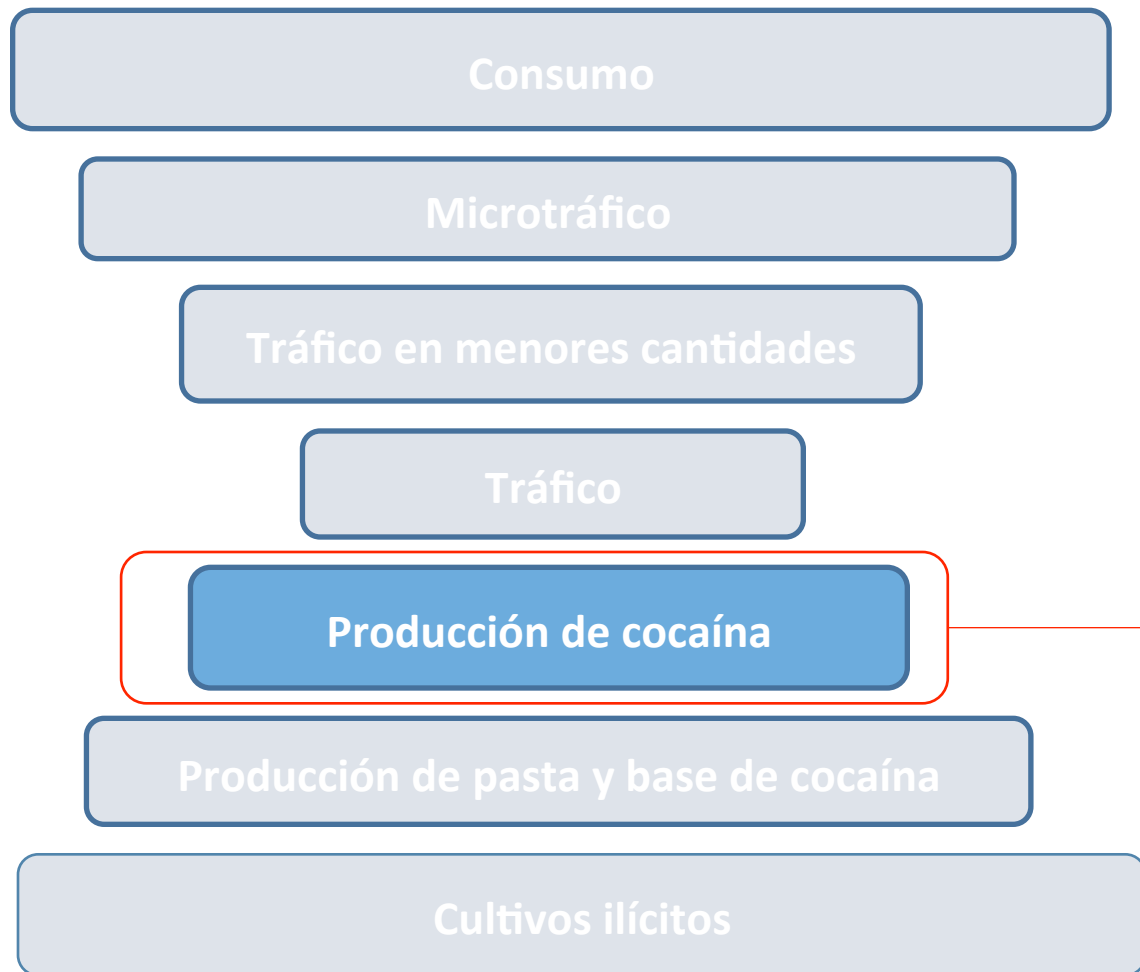 Consumo
Microtráfico
Tráfico en menores cantidades
Tráfico
Producción de cocaína
Producción de pasta y base de cocaína
Cultivos ilícitos